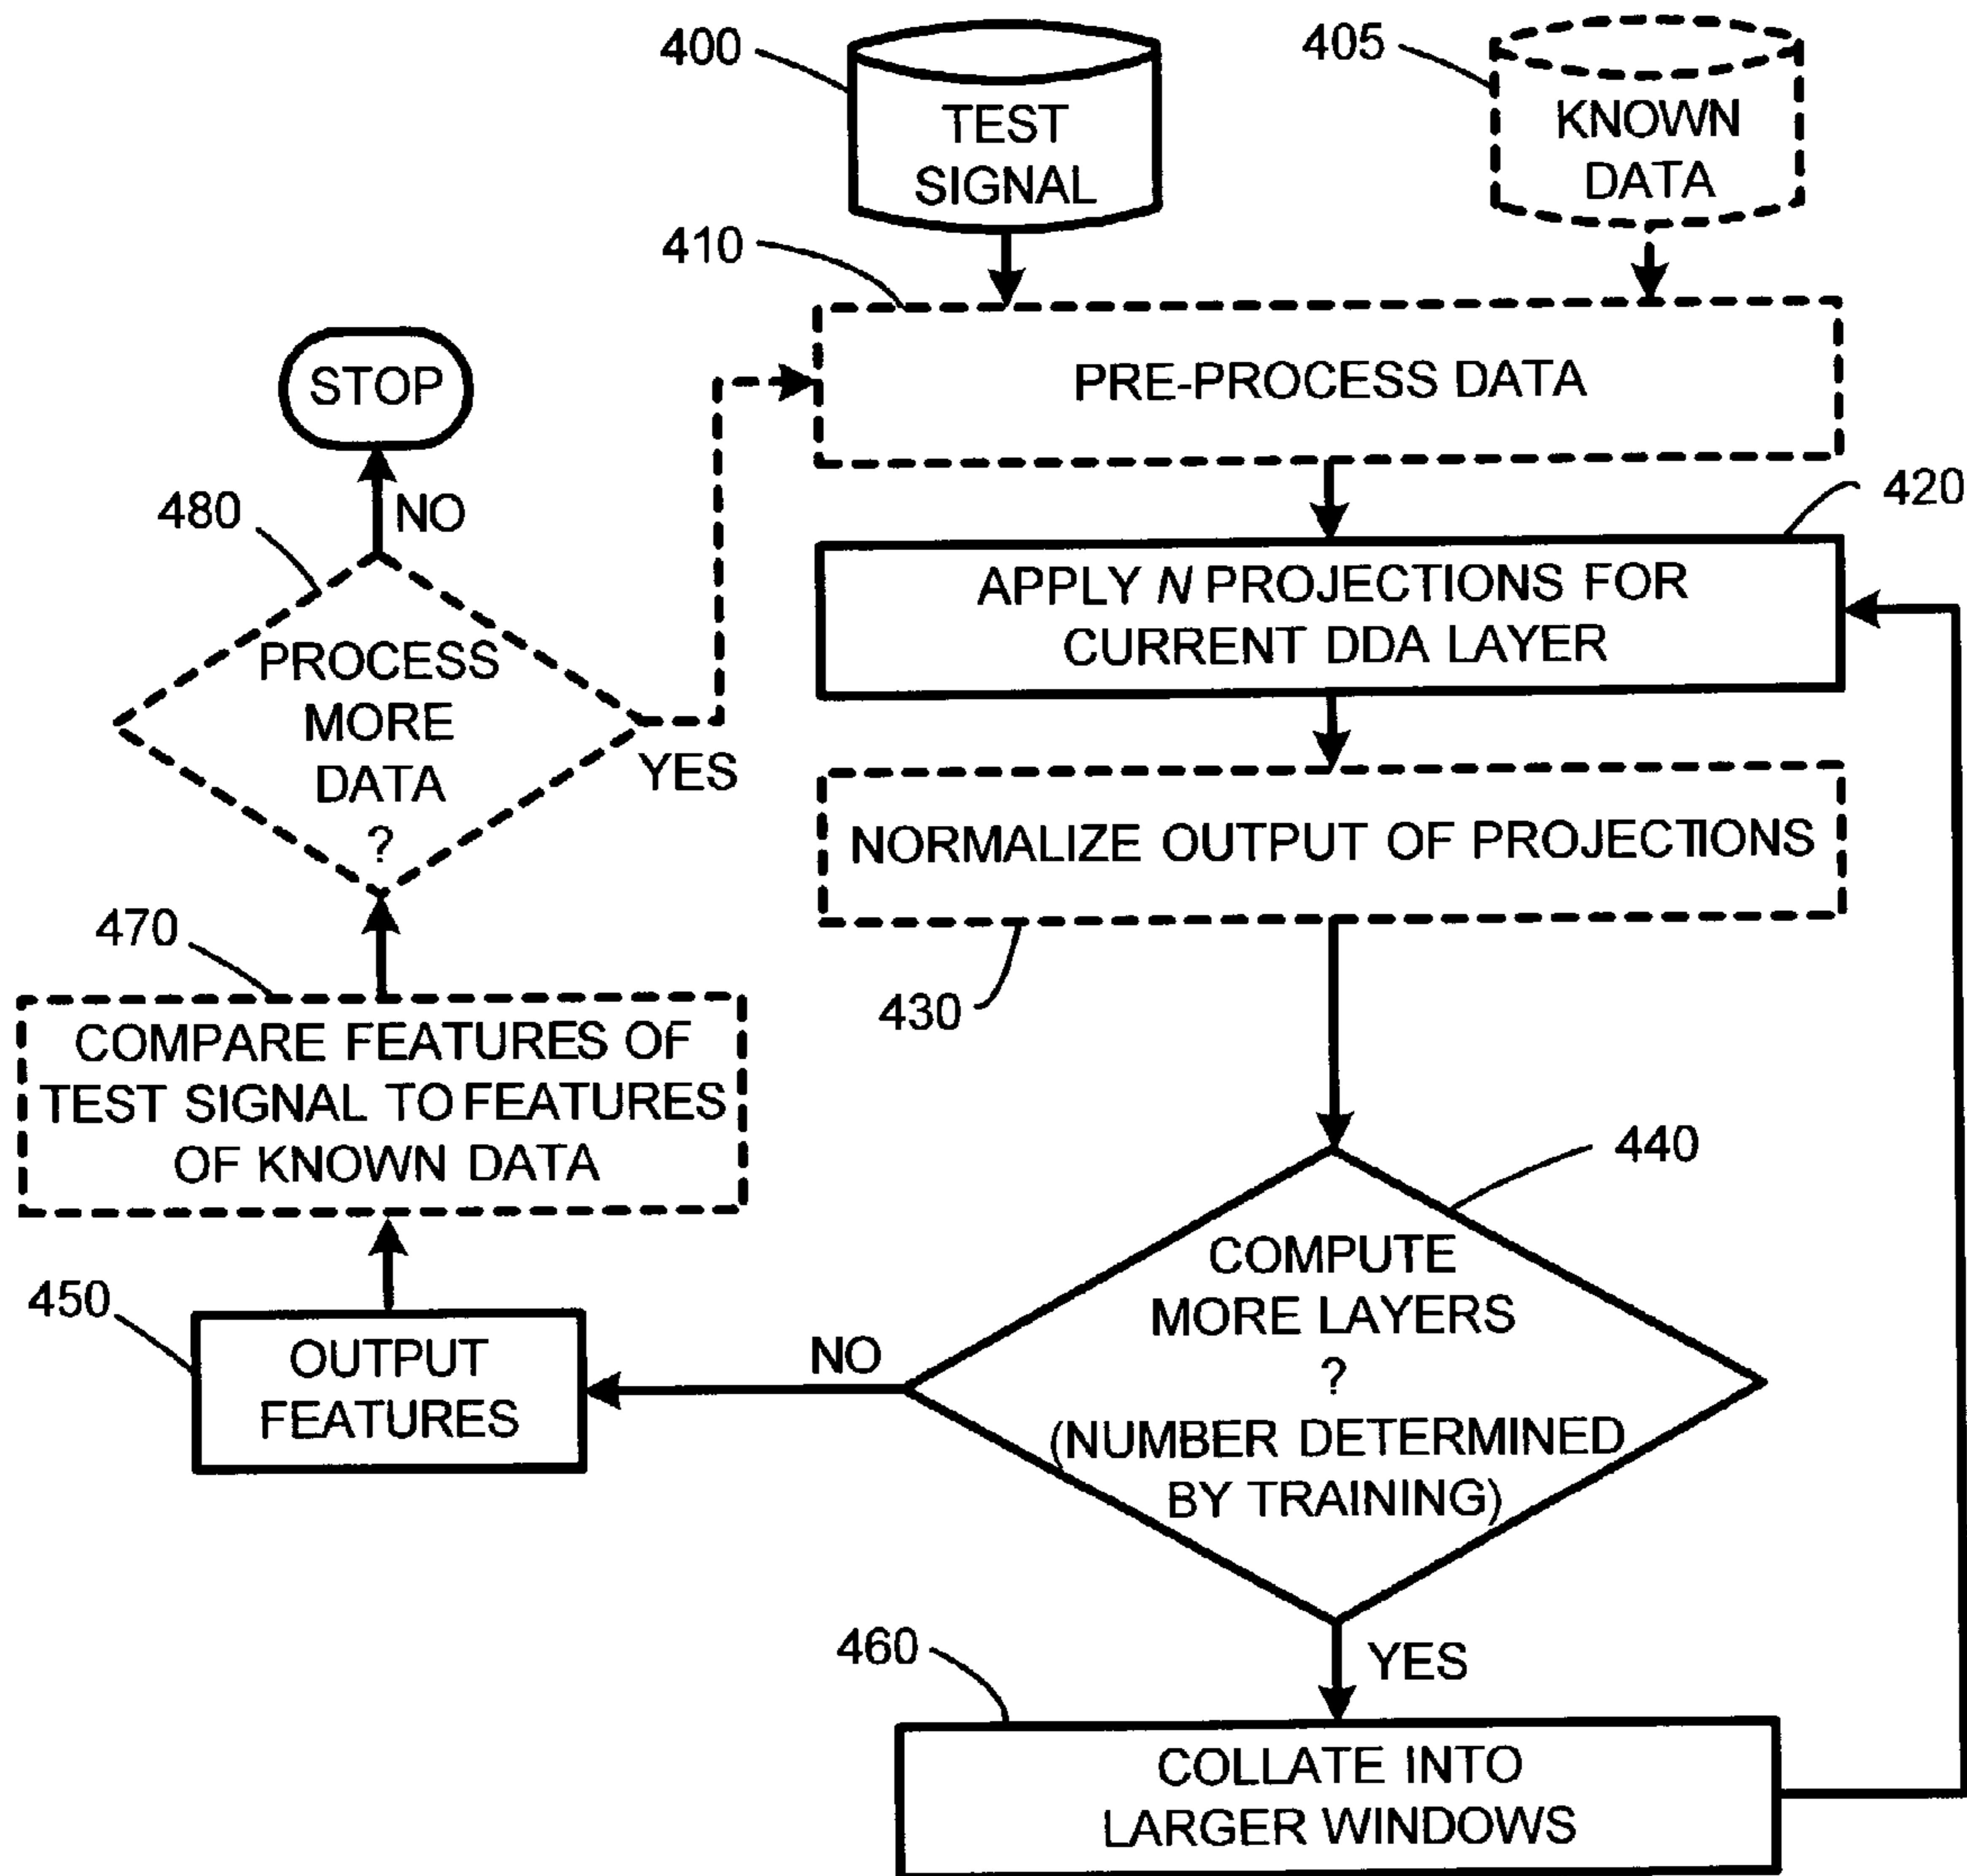 400
TEST
SIGNAL
405
KNOWN
DATA
410
PRE-PROCESS DATA
STOP
NO
480
PROCESS
MORE
DATA
?
YES
420
APPLY N PROJECTIONS FOR
CURRENT DDA LAYER
NORMALIZE OUTPUT OF PROJECTIONS
430
470
COMPARE FEATURES OF
TEST SIGNAL TO FEATURES
OF KNOWN DATA
440
COMPUTE
MORE LAYERS
?
(NUMBER DETERMINED
BY TRAINING)
NO
450
OUTPUT
FEATURES
YES
460
COLLATE INTO
LARGER WINDOWS